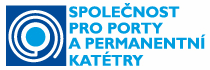 SPOLEČNOST
PRO PORTY
A PERMANENTNÍ
KATÉTRY